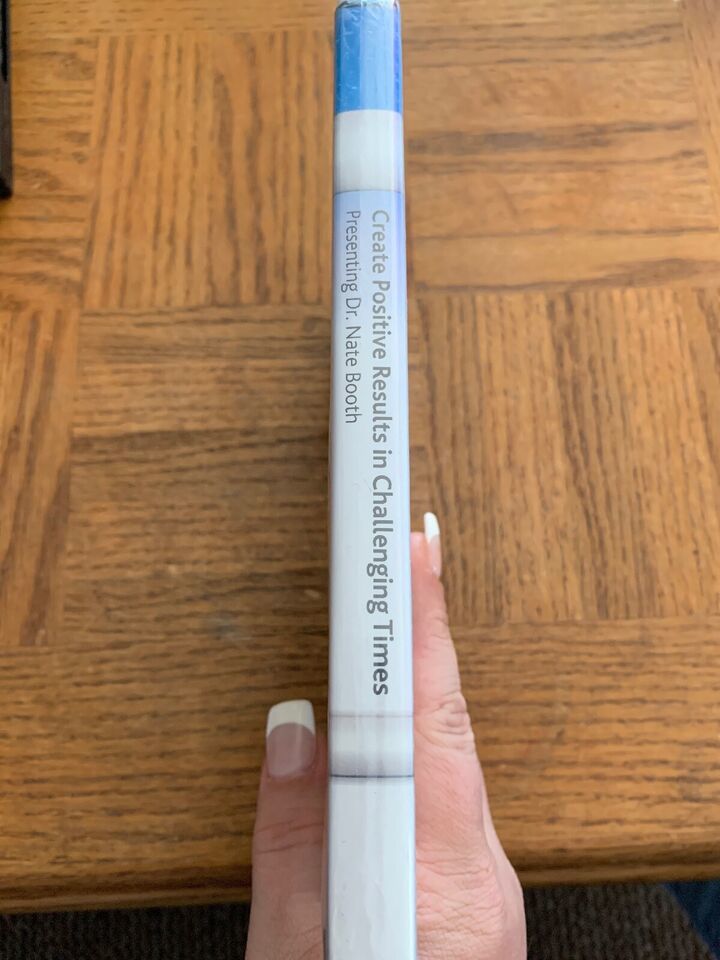 Create Positive Results in Challenging Times
Presenting Dr. Nate Booth